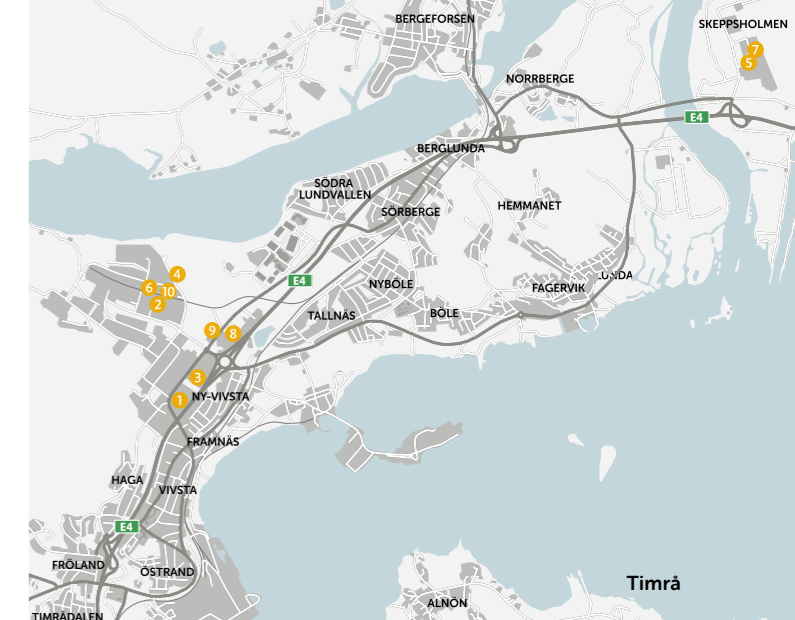 BERGEFORSEN
SKEPPSHOLMEN
7
5
NORRBERGE
E4
BERGLUNDA
SÖDRA
LUNDVALLEN
SÖRBERGE
HEMMANET
4
6
10
2
E4
NYBÖLE
FAGERVIK
TALLNÄS
BÖLE
9
8
3
1
NY-VIVSTA
FRAMNÄS
HAGA
VIVSTA
E4
FRÖLAND
ÖSTRAND
Timrå
ALNÖN
TIMRÅDALEN